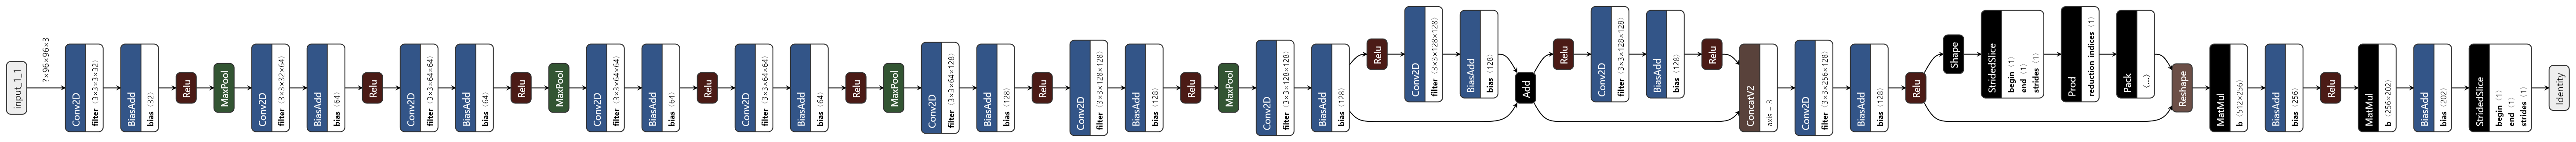 input_1_1
?×96×96×3
Conv2D
filter ⟨3×3×3×32⟩
BiasAdd
bias ⟨32⟩
Relu
MaxPool
Conv2D
filter ⟨3×3×32×64⟩
BiasAdd
bias ⟨64⟩
Relu
Conv2D
filter ⟨3×3×64×64⟩
BiasAdd
bias ⟨64⟩
Relu
MaxPool
Conv2D
filter ⟨3×3×64×64⟩
BiasAdd
bias ⟨64⟩
Relu
Conv2D
filter ⟨3×3×64×64⟩
BiasAdd
bias ⟨64⟩
Relu
MaxPool
Conv2D
filter ⟨3×3×64×128⟩
BiasAdd
bias ⟨128⟩
Relu
Conv2D
filter ⟨3×3×128×128⟩
BiasAdd
bias ⟨128⟩
Relu
MaxPool
Conv2D
filter ⟨3×3×128×128⟩
BiasAdd
bias ⟨128⟩
Relu
Conv2D
filter ⟨3×3×128×128⟩
BiasAdd
bias ⟨128⟩
Add
Relu
Conv2D
filter ⟨3×3×128×128⟩
BiasAdd
bias ⟨128⟩
Relu
ConcatV2
axis = 3
Conv2D
filter ⟨3×3×256×128⟩
BiasAdd
bias ⟨128⟩
Relu
Shape
StridedSlice
begin ⟨1⟩
end ⟨1⟩
strides ⟨1⟩
Prod
reduction_indices ⟨1⟩
Pack
⟨...⟩
Reshape
MatMul
b ⟨512×256⟩
BiasAdd
bias ⟨256⟩
Relu
MatMul
b ⟨256×202⟩
BiasAdd
bias ⟨202⟩
StridedSlice
begin ⟨1⟩
end ⟨1⟩
strides ⟨1⟩
Identity